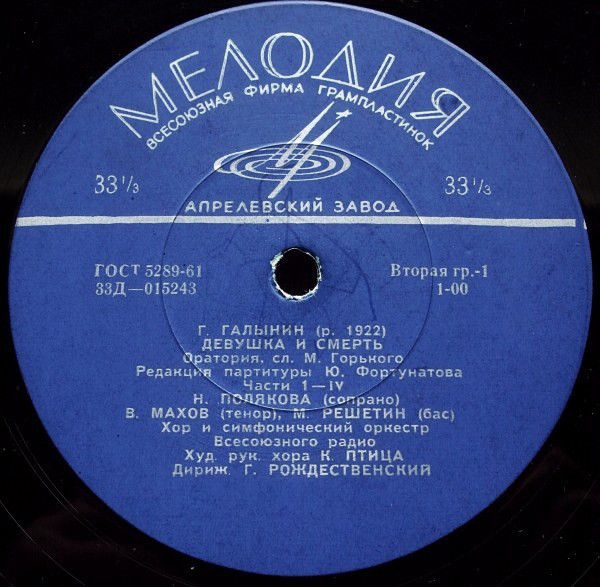 МЕЛОДИЯ
ВСЕСОЮЗНАЯ ФИРМА ГРАМПЛАСТИНОК
33 1/3 33 1/3
АПРЕЛЕВСКИЙ ЗАВОД
ГОСТ 5289-61 Вторая гр.-1
33Д—015243 1-00
Г. ГАЛЫНИН (р. 1922)
ДЕВУШКА И СМЕРТЬ
Оратория, сл. М. Горького
Редакция партитуры Ю. Фортунатова
Части 1—IV
Н. ПОЛЯКОВА (сопрано)
В. МАХОВ (тенор), М. РЕШЕТИН (бас)
Хор и симфонический оркестр
Всесоюзного радио
Худ. рук. хора К. ПТИЦА
Дириж. Г. РОЖДЕСТВЕНСКИЙ